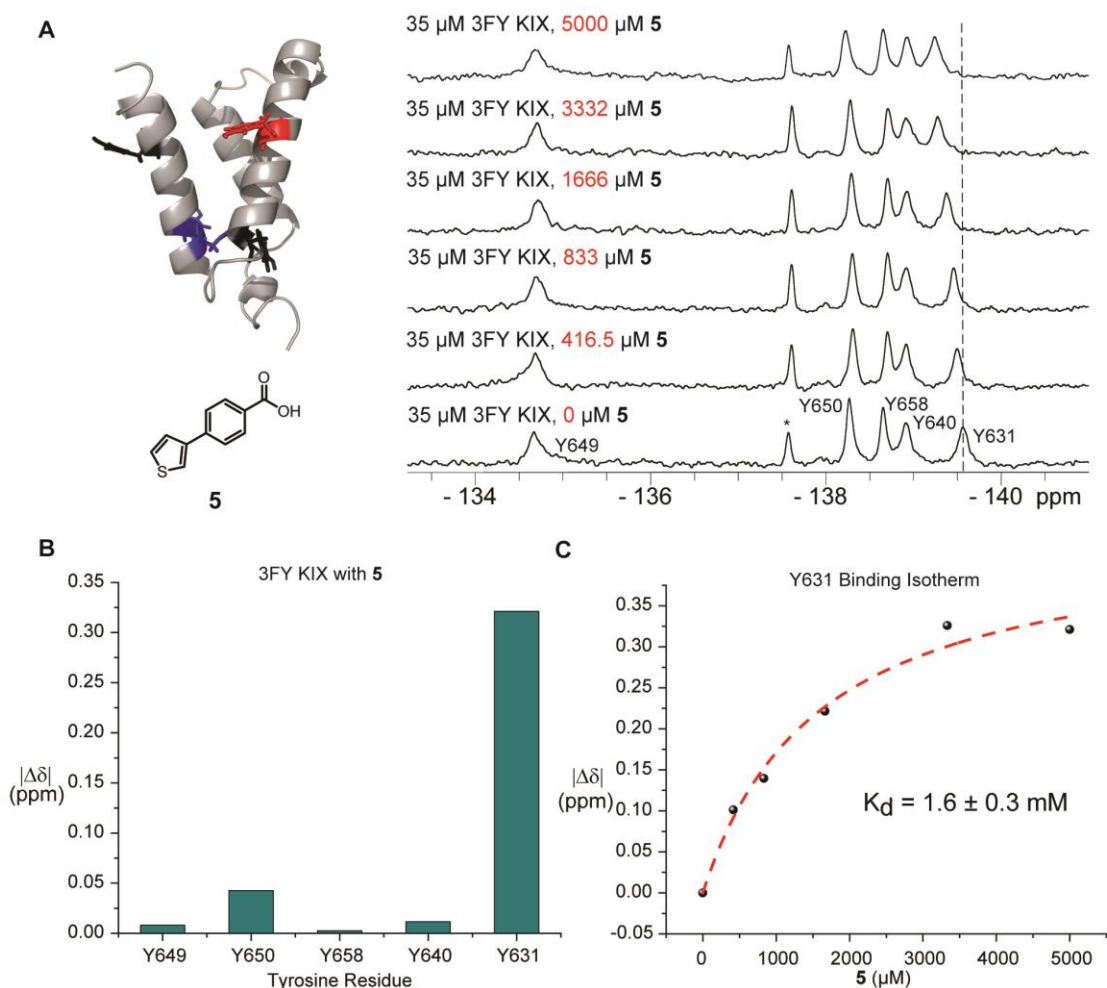 A
35 µM 3FY KIX, 5000 µM 5
35 µM 3FY KIX, 3332 µM 5
35 µM 3FY KIX, 1666 µM 5
35 µM 3FY KIX, 833 µM 5
35 µM 3FY KIX, 416.5 µM 5
35 µM 3FY KIX, 0 µM 5
Y649
*
Y650
Y658
Y640
Y631
- 134
- 136
- 138
- 140
ppm
O
OH
S
5
B
3FY KIX with 5
0.35
0.30
0.25
0.20
0.15
0.10
0.05
0.00
|Δδ|
(ppm)
Y649
Y650
Y658
Y640
Y631
Tyrosine Residue
C
Y631 Binding Isotherm
0.35
0.30
0.25
0.20
0.15
0.10
0.05
0.00
-0.05
|Δδ|
(ppm)
Kd = 1.6 ± 0.3 mM
0
1000
2000
3000
4000
5000
5 (µM)